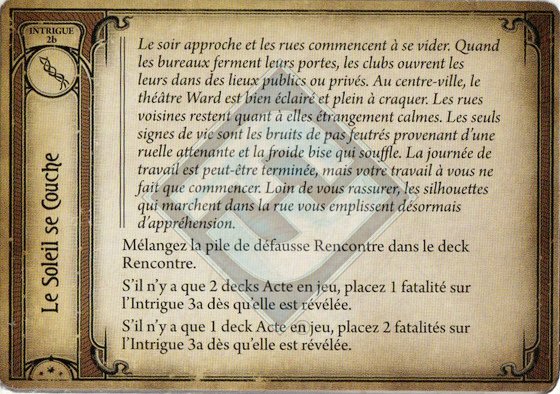 INTRIGUE
2b
Le Soleil se Couche
Le soir approche et les rues commencent à se vider. Quand
les bureaux ferment leurs portes, les clubs ouvrent les
leurs dans des lieux publics ou privés. Au centre-ville, le
théâtre Ward est bien éclairé et plein à craquer. Les rues
voisines restent quant à elles étrangement calmes. Les seuls
signes de vie sont les bruits de pas feutrés provenant d'une
ruelle attenante et la froide bise qui souffle. La journée de
travail est peut-être terminée, mais votre travail à vous ne
fait que commencer. Loin de vous rassurer, les silhouettes
qui marchent dans la rue vous emplissent désormais
d'appréhension.
Mélangez la pile de défausse Rencontre dans le deck
Rencontre.
S'il n'y a que 2 decks Acte en jeu, placez 1 fatalité sur
l'Intrigue 3a dès qu'elle est révélée.
S'il n'y a que 1 deck Acte en jeu, placez 2 fatalités sur
l'Intrigue 3a dès qu'elle est révélée.